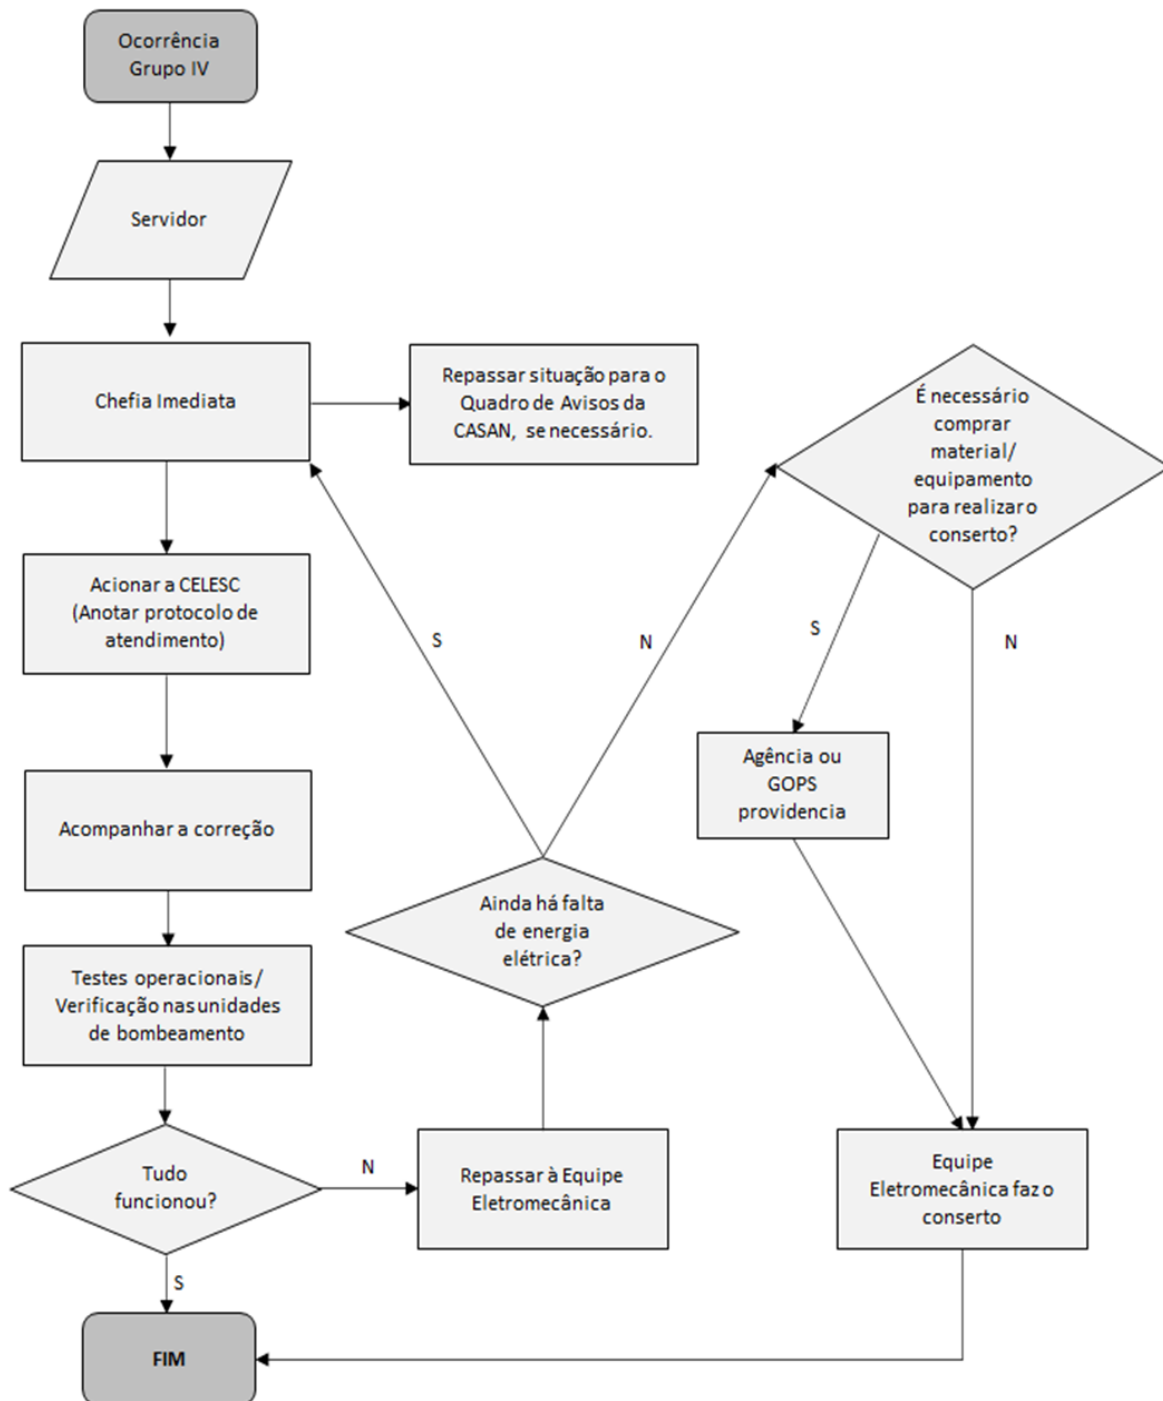 Ocorrência
Grupo IV
Servidor
Chefia Imediata
Repassar situação para o
Quadro de Avisos da
CASAN, se necessário.
É necessário
comprar
material/
equipamento
para realizar o
conserto?
Acionar a CELESC
(Anotar protocolo de
atendimento)
S
N
S
N
Agência ou
GOPS
providencia
Acompanhar a correção
Ainda há falta
de energia
elétrica?
Testes operacionais/
Verificação nas unidades
de bombeamento
Tudo
funcionou?
N
Repassar à Equipe
Eletromecânica
Equipe
Eletromecânica faz o
conserto
S
FIM